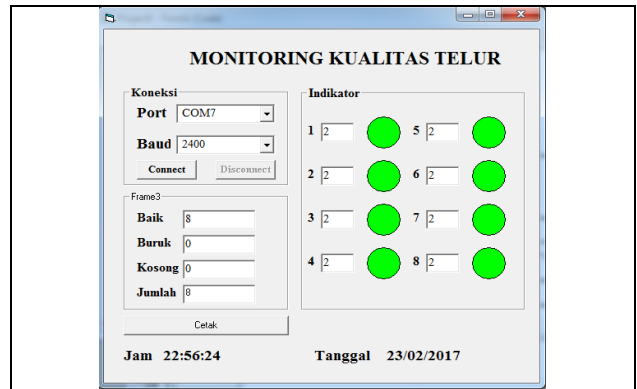 MONITORING KUALITAS TELUR
Koneksi
Port COM7
Baud 2400
Connect Disconnect
Frame3
Baik 8
Buruk 0
Kosong 0
Jumlah 8
Cetak
Indikator
1 2 5 2
2 2 6 2
3 2 7 2
4 2 8 2
Jam 22:56:24 Tanggal 23/02/2017